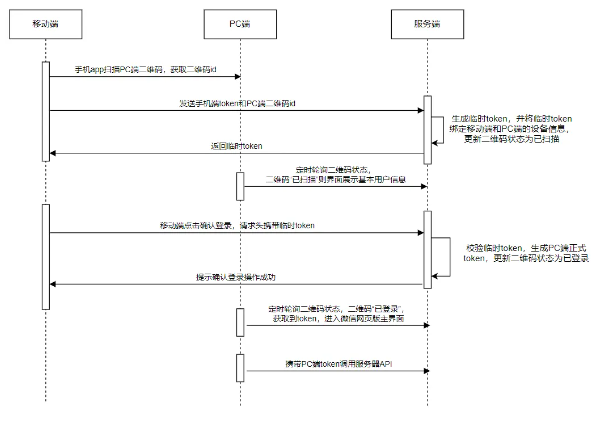 移动端
PC端
服务端
手机app扫描PC端二维码，获取二维码id
发送手机端token和PC端二维码id
生成临时token，并将临时token
绑定移动端和PC端的设备信息，
更新二维码状态为已扫描
返回临时token
定时轮询二维码状态，
二维码“已扫描”则界面展示基本用户信息
移动端点击确认登录，请求头携带临时token
校验临时token，生成PC端正式
token，更新二维码状态为已登录
提示确认登录操作成功
定时轮询二维码状态，二维码“已登录”，
获取到token，进入微信网页版主界面
携带PC端token调用服务器API